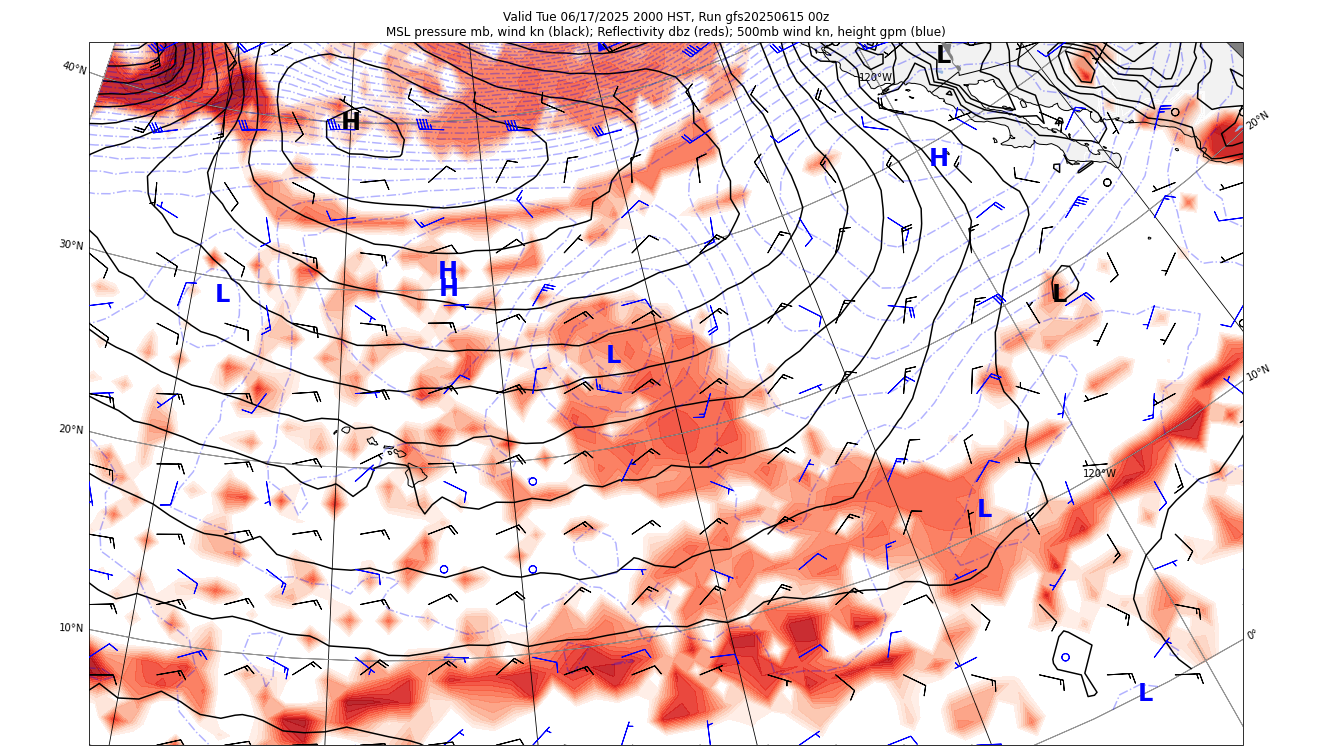 Valid Tue 06/17/2025 2000 HST, Run gfs20250615 00z
MSL pressure mb, wind kn (black); Reflectivity dbz (reds); 500mb wind kn, height gpm (blue)
L
40°N
120°W
H
20°N
H
30°N
H
H
L
L
L
10°N
20°N
120°W
L
10°N
0°
L